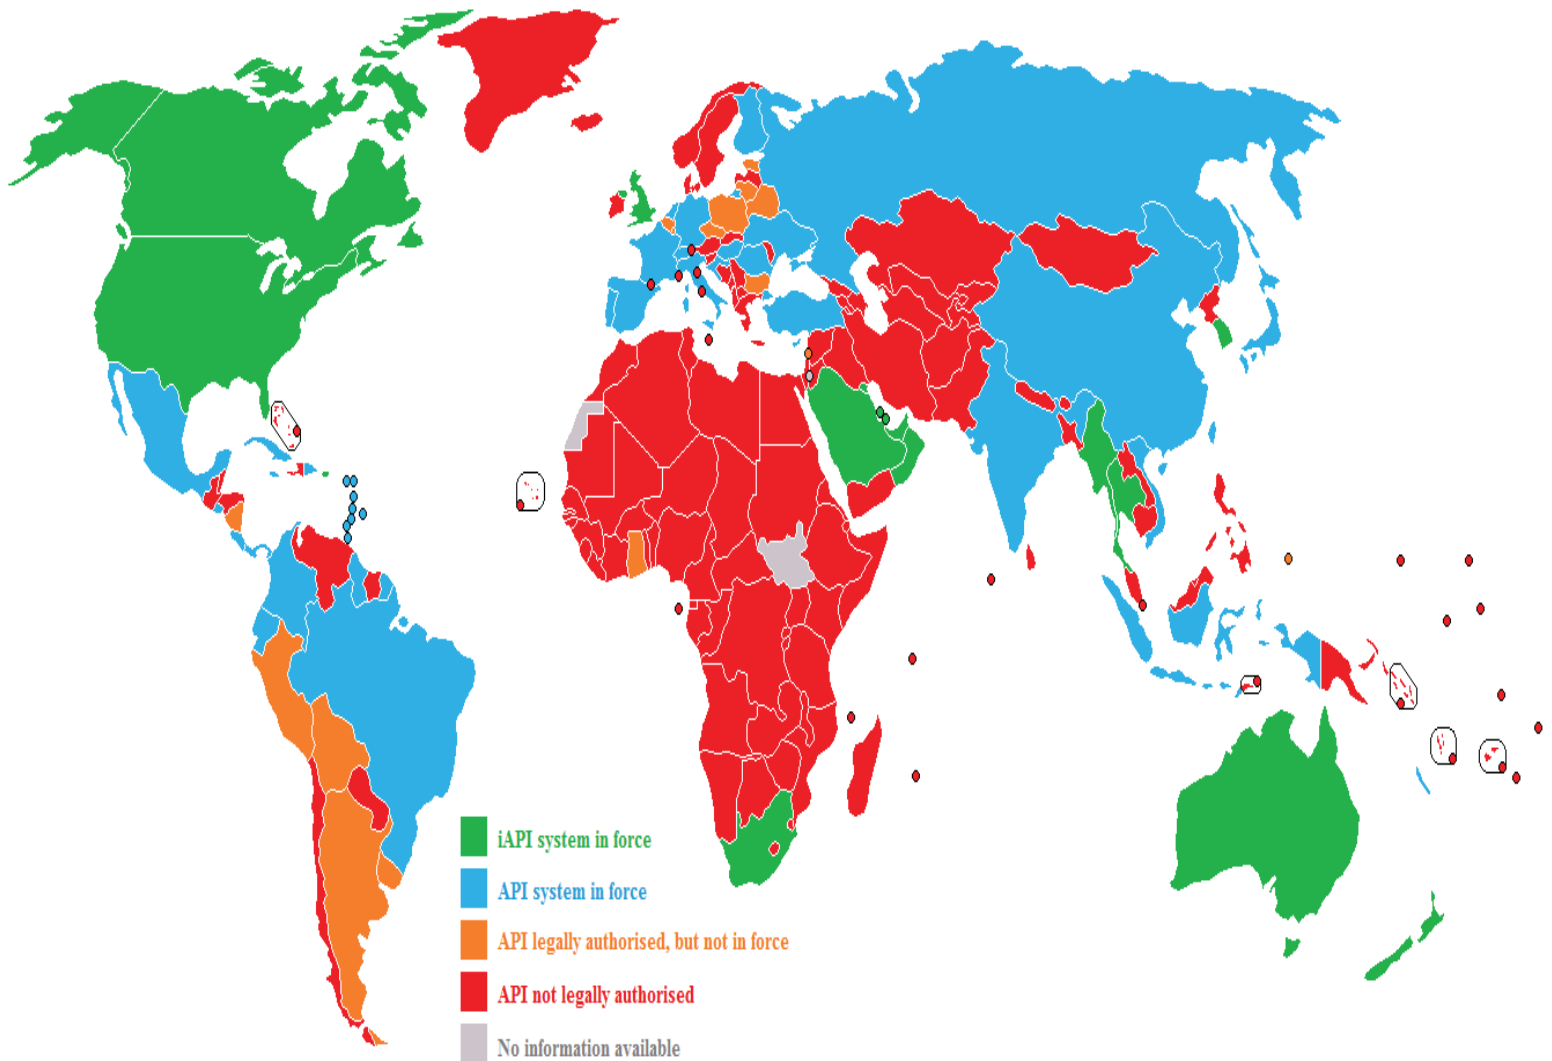 iAPI system in force
API system in force
API legally authorised, but not in force
API not legally authorised
No information available